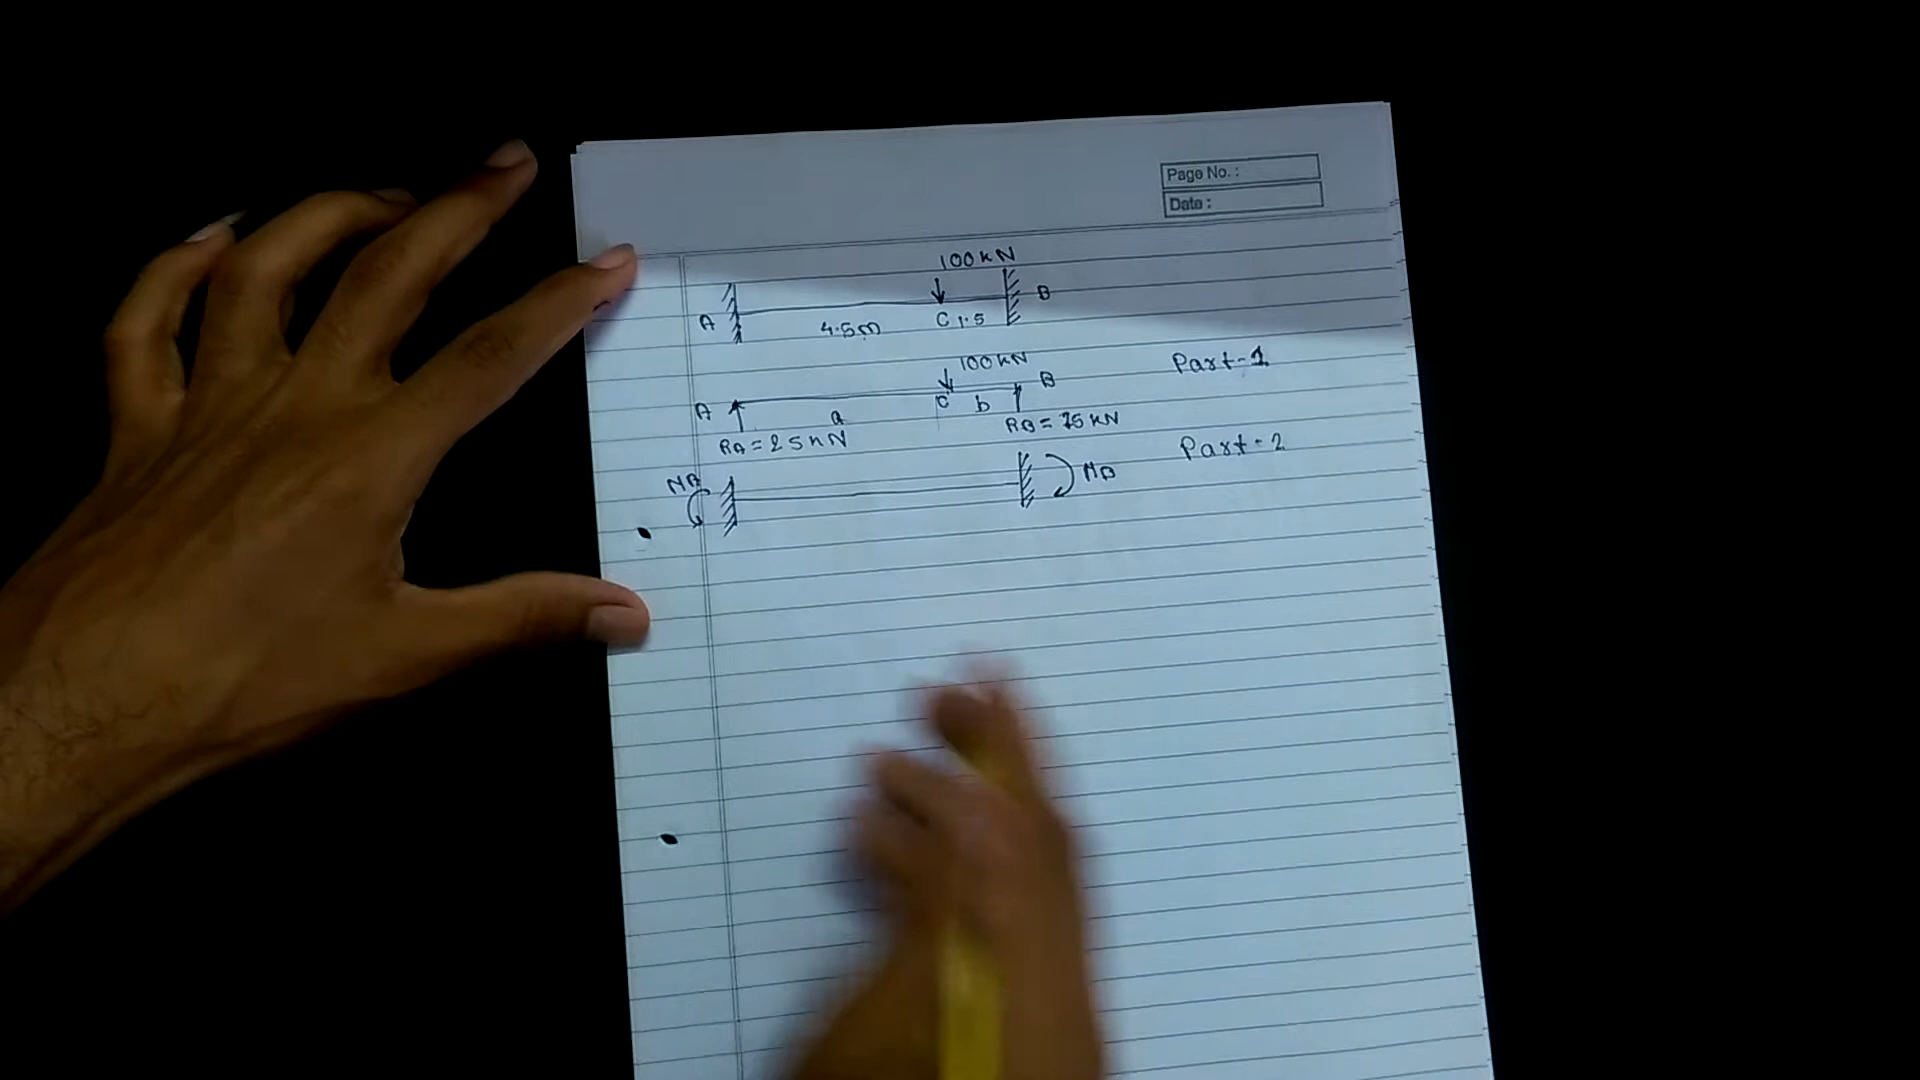 Page No. :
Date :
100 kN
A 4.5m C 1.5 B
100 kN Part-1
A a C b B
RA = 25 kN RB = 75 kN
Part-2
MA MB